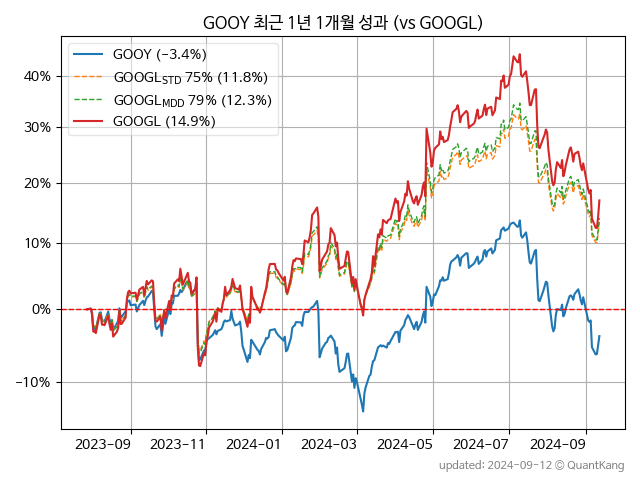 GOOY 최근 1년 1개월 성과 (vs GOOGL)
GOOY (−3.4%)
GOOGL_STD 75% (11.8%)
GOOGL_MDD 79% (12.3%)
GOOGL (14.9%)
40%
30%
20%
10%
0%
−10%
2023-09 2023-11 2024-01 2024-03 2024-05 2024-07 2024-09
updated: 2024-09-12 © QuantKang